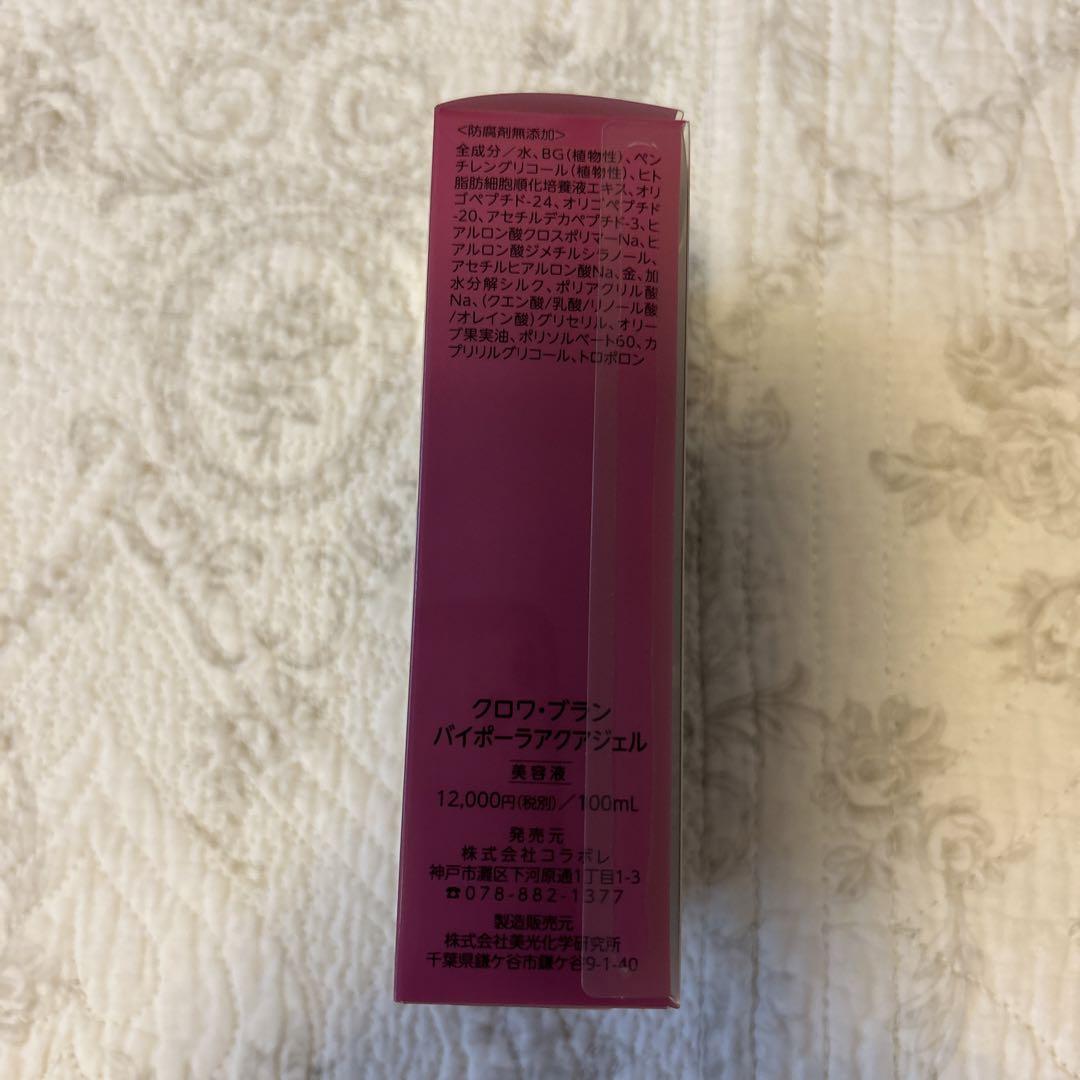 <防腐剤無添加>
全成分/水、BG(植物性)、ペン
チレングリコール(植物性)、ヒト
脂肪細胞順化培養液エキス、オリ
ゴペプチド-24、オリゴペプチド
-20、アセチルデカペプチド-3、ヒ
アルロン酸クロスポリマーNa、ヒ
アルロン酸ジメチルシラノール、
アセチルヒアルロン酸Na、金、加
水分解シルク、ポリアクリル酸
Na、(クエン酸/乳酸/リノール酸
/オレイン酸)グリセリル、オリー
ブ果実油、ポリソルベート60、カ
プリリルグリコール、トロポロン
クロワ・ブラン
バイポーラアクアジェル
美容液
12,000円(税別)/100mL
発売元
株式会社コラボレ
神戸市灘区下河原通1丁目1-3
☎078-882-1377
製造販売元
株式会社美光化学研究所
千葉県鎌ケ谷市鎌ケ谷9-1-40